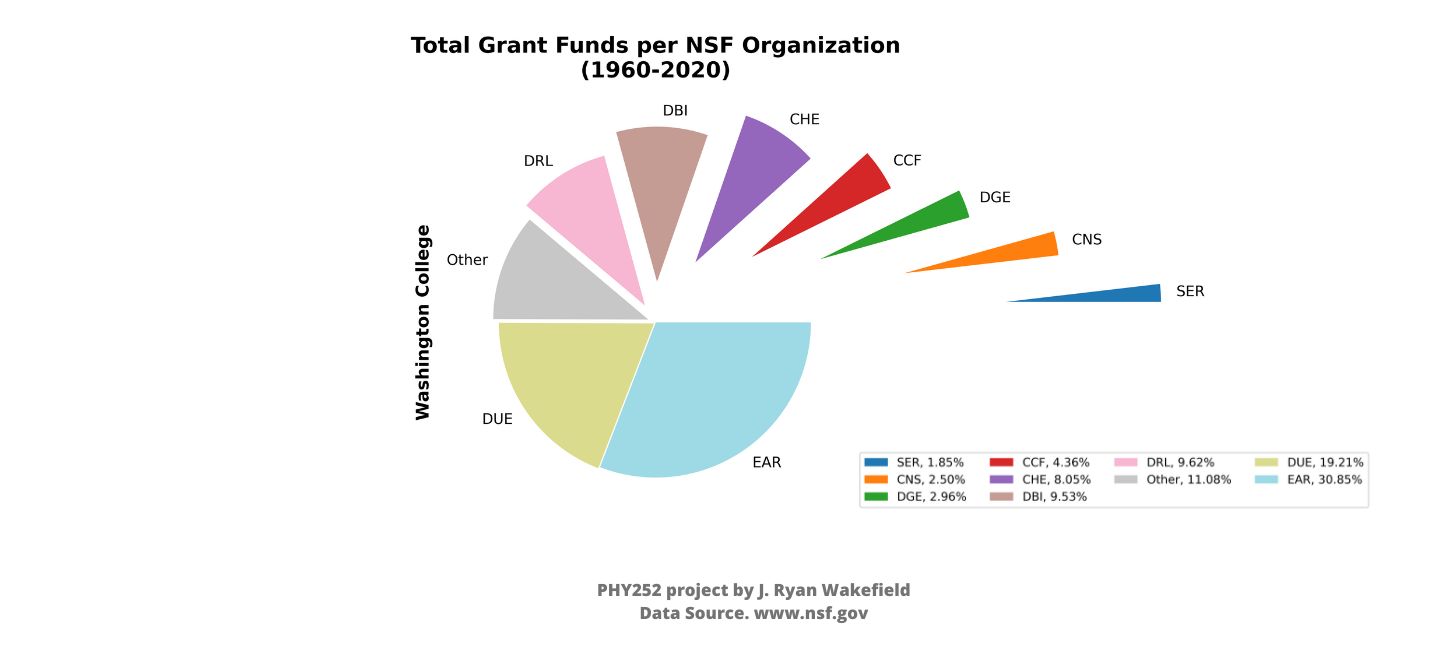 Total Grant Funds per NSF Organization
(1960-2020)
DBI
CHE
DRL
CCF
DGE
Other
CNS
SER
Washington College
DUE
EAR
SER, 1.85%
CNS, 2.50%
DGE, 2.96%
CCF, 4.36%
CHE, 8.05%
DBI, 9.53%
DRL, 9.62%
Other, 11.08%
DUE, 19.21%
EAR, 30.85%
PHY252 project by J. Ryan Wakefield
Data Source. www.nsf.gov